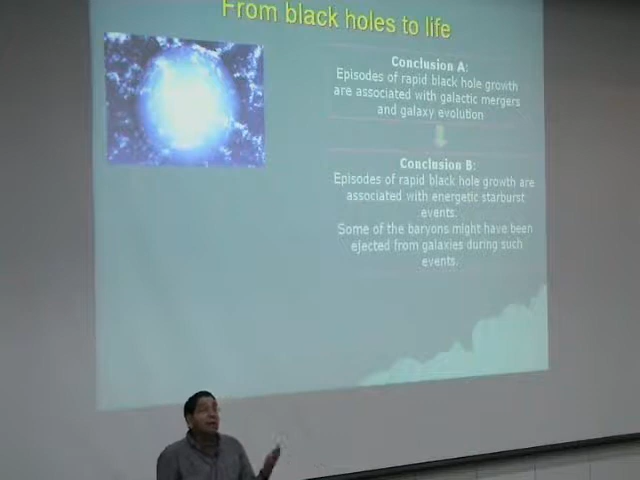 From black holes to life
Conclusion A:
Episodes of rapid black hole growth
are associated with galactic mergers
and galaxy evolution
Conclusion B:
Episodes of rapid black hole growth are
associated with energetic starburst
events.
Some of the baryons might have been
ejected from galaxies during such
events.